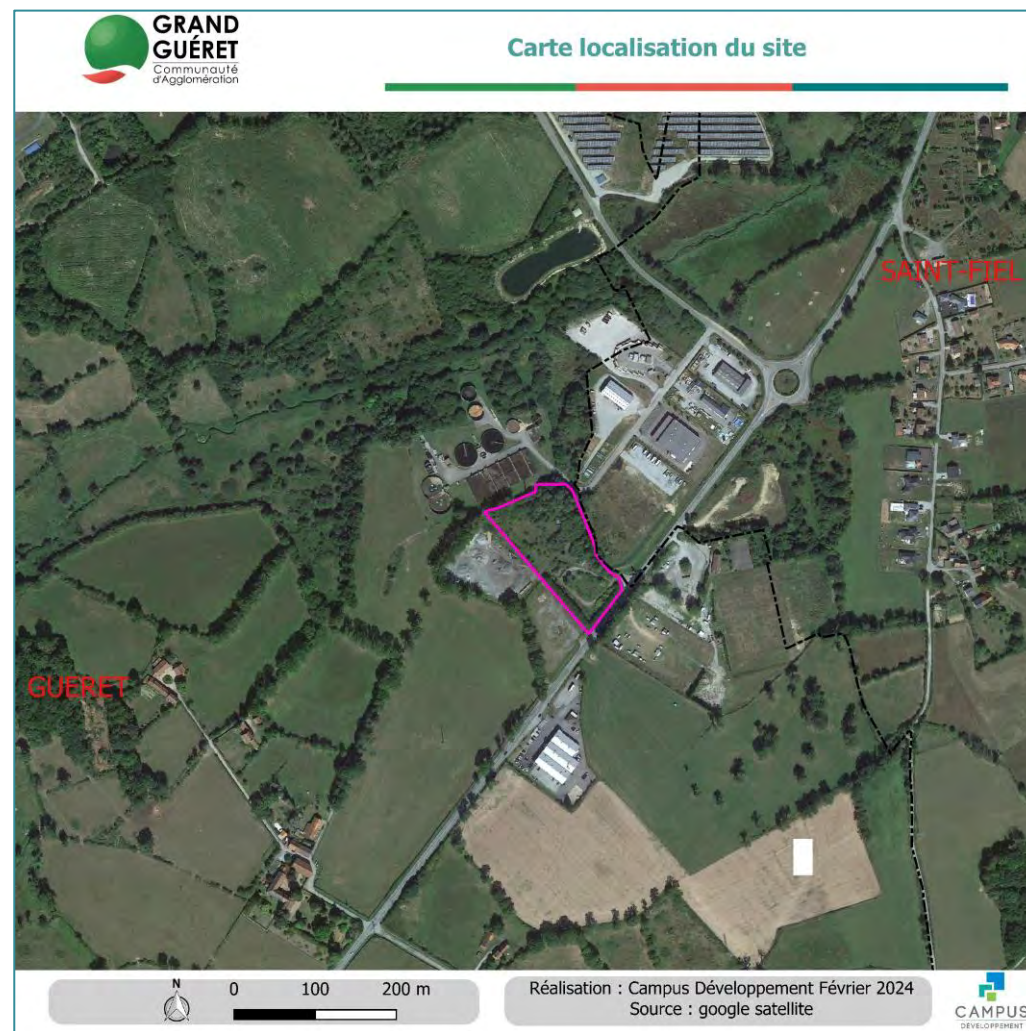 GRAND
GUÉRET
Communauté
d'Agglomération
Carte localisation du site
SAINT-FIEL
GUERET
N
0 100 200 m
Réalisation : Campus Développement Février 2024
Source : google satellite
CAMPUS
DÉVELOPPEMENT